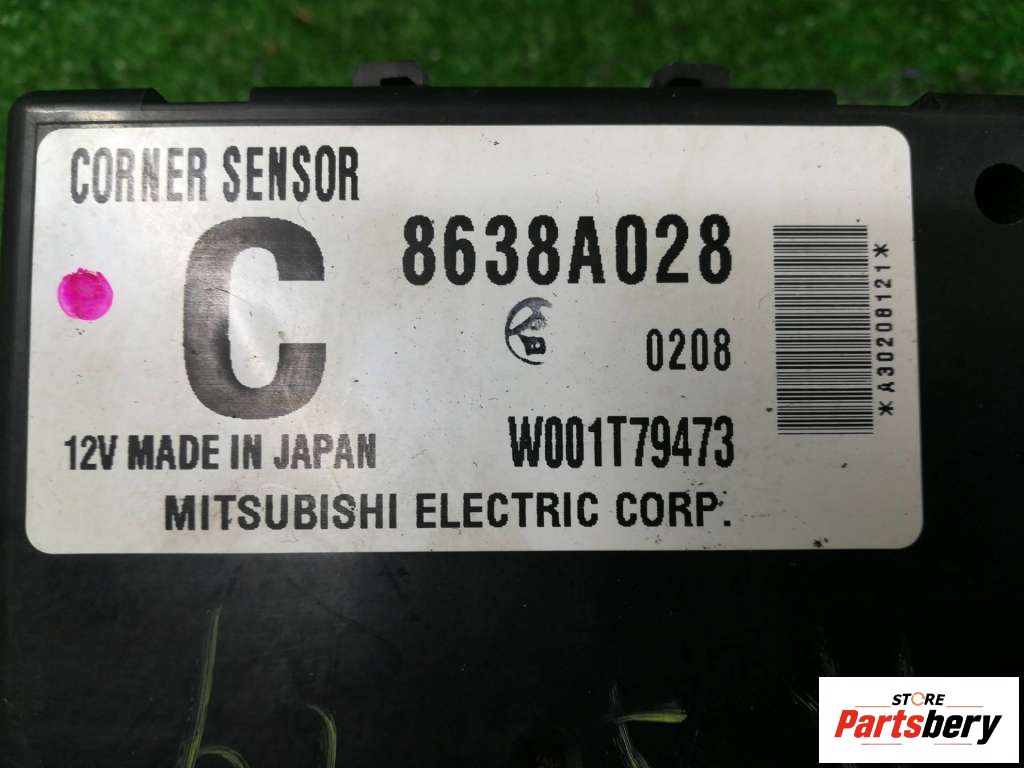 CORNER SENSOR
C
8638A028
0208
12V MADE IN JAPAN
W001T79473
MITSUBISHI ELECTRIC CORP.
*A30208121*
STORE
Partsbery